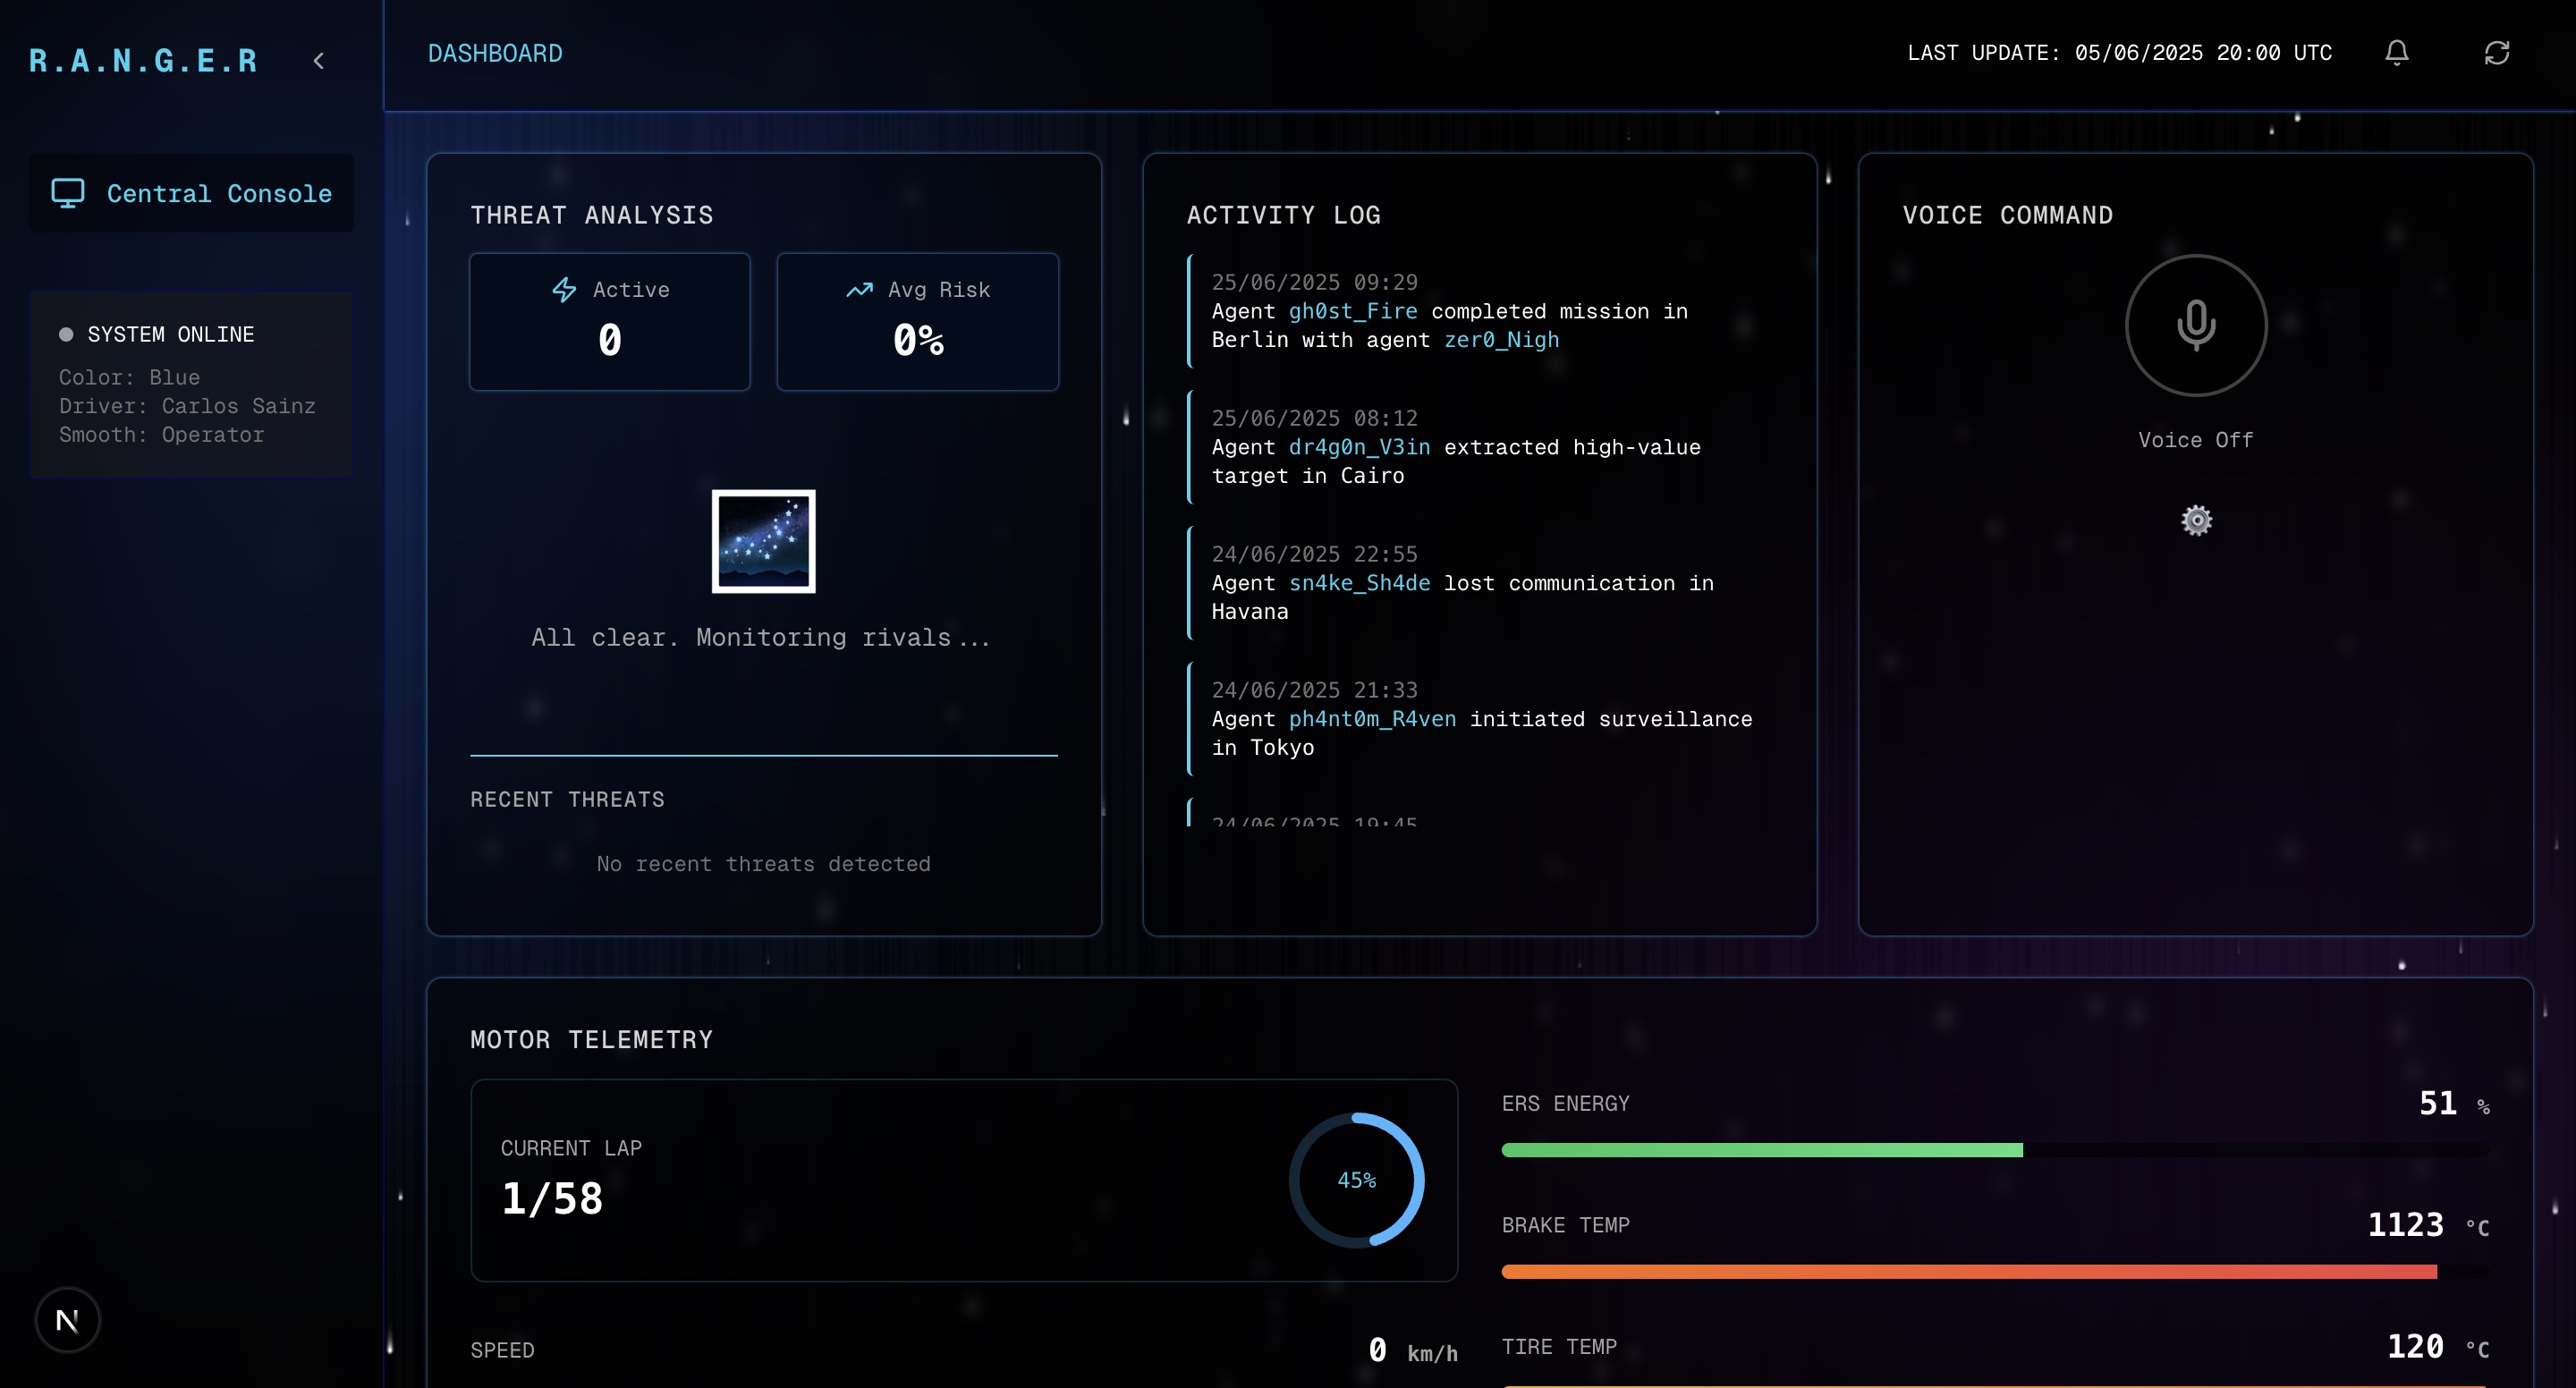 R.A.N.G.E.R
DASHBOARD
LAST UPDATE: 05/06/2025 20:00 UTC
Central Console
SYSTEM ONLINE
Color: Blue
Driver: Carlos Sainz
Smooth: Operator
N
THREAT ANALYSIS
Active
0
Avg Risk
0%
All clear. Monitoring rivals...
RECENT THREATS
No recent threats detected
ACTIVITY LOG
25/06/2025 09:29
Agent gh0st_Fire completed mission in
Berlin with agent zer0_Nigh
25/06/2025 08:12
Agent dr4g0n_V3in extracted high-value
target in Cairo
24/06/2025 22:55
Agent sn4ke_Sh4de lost communication in
Havana
24/06/2025 21:33
Agent ph4nt0m_R4ven initiated surveillance
in Tokyo
24/06/2025 19:45
VOICE COMMAND
Voice Off
MOTOR TELEMETRY
CURRENT LAP
1/58
45%
SPEED
0 km/h
ERS ENERGY
51 %
BRAKE TEMP
1123 °C
TIRE TEMP
120 °C